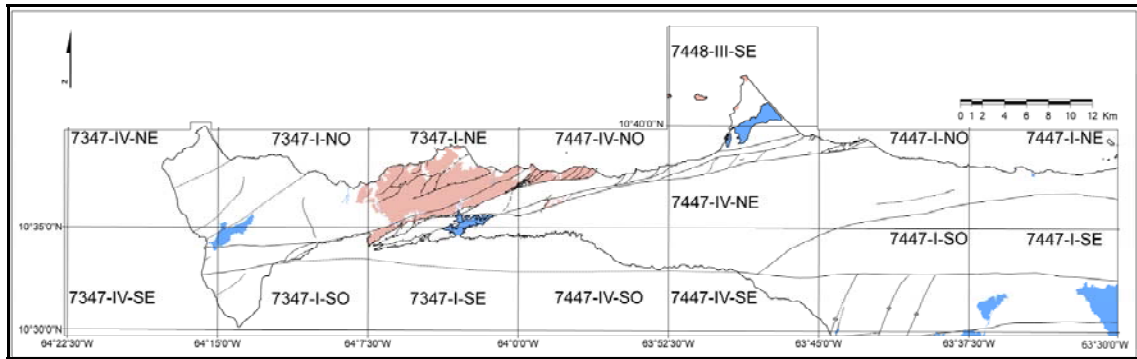 7448-III-SE
N
10°40'0"N
0 1 2 4 6 8 10 12 Km
7347-IV-NE
7347-I-NO
7347-I-NE
7447-IV-NO
7447-I-NO
7447-I-NE
7447-IV-NE
10°35'0"N
7447-I-SO
7447-I-SE
7347-IV-SE
7347-I-SO
7347-I-SE
7447-IV-SO
7447-IV-SE
10°30'0"N
64°22'30"W
64°15'0"W
64°7'30"W
64°0'0"W
63°52'30"W
63°45'0"W
63°37'30"W
63°30'0"W